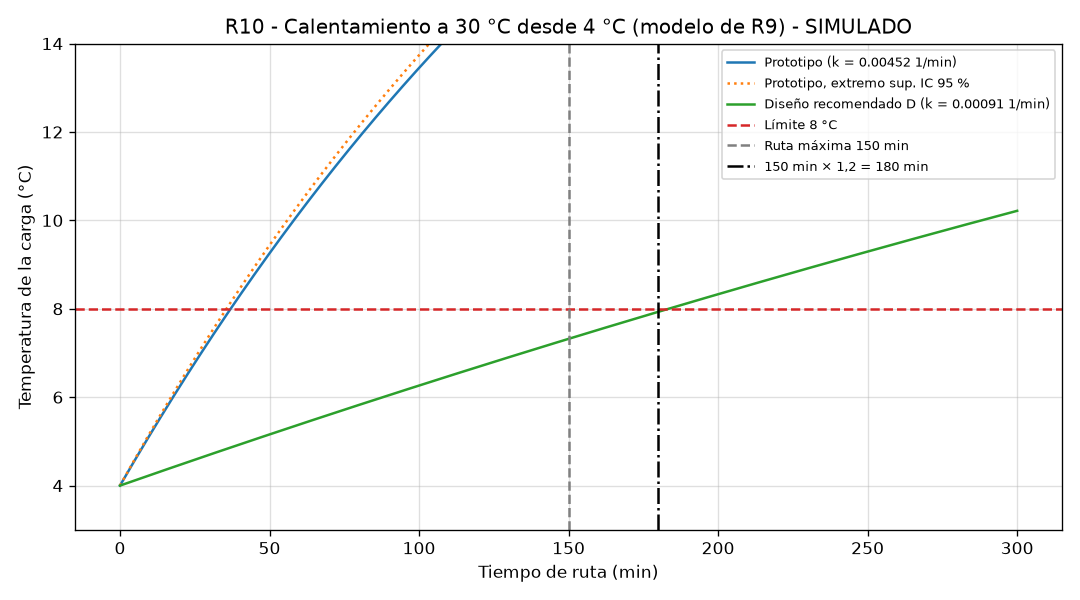 R10 - Calentamiento a 30 °C desde 4 °C (modelo de R9) - SIMULADO
Temperatura de la carga (°C)
14
12
10
8
6
4
Prototipo (k = 0.00452 1/min)
Prototipo, extremo sup. IC 95 %
Diseño recomendado D (k = 0.00091 1/min)
Límite 8 °C
Ruta máxima 150 min
150 min × 1,2 = 180 min
0
50
100
150
200
250
300
Tiempo de ruta (min)